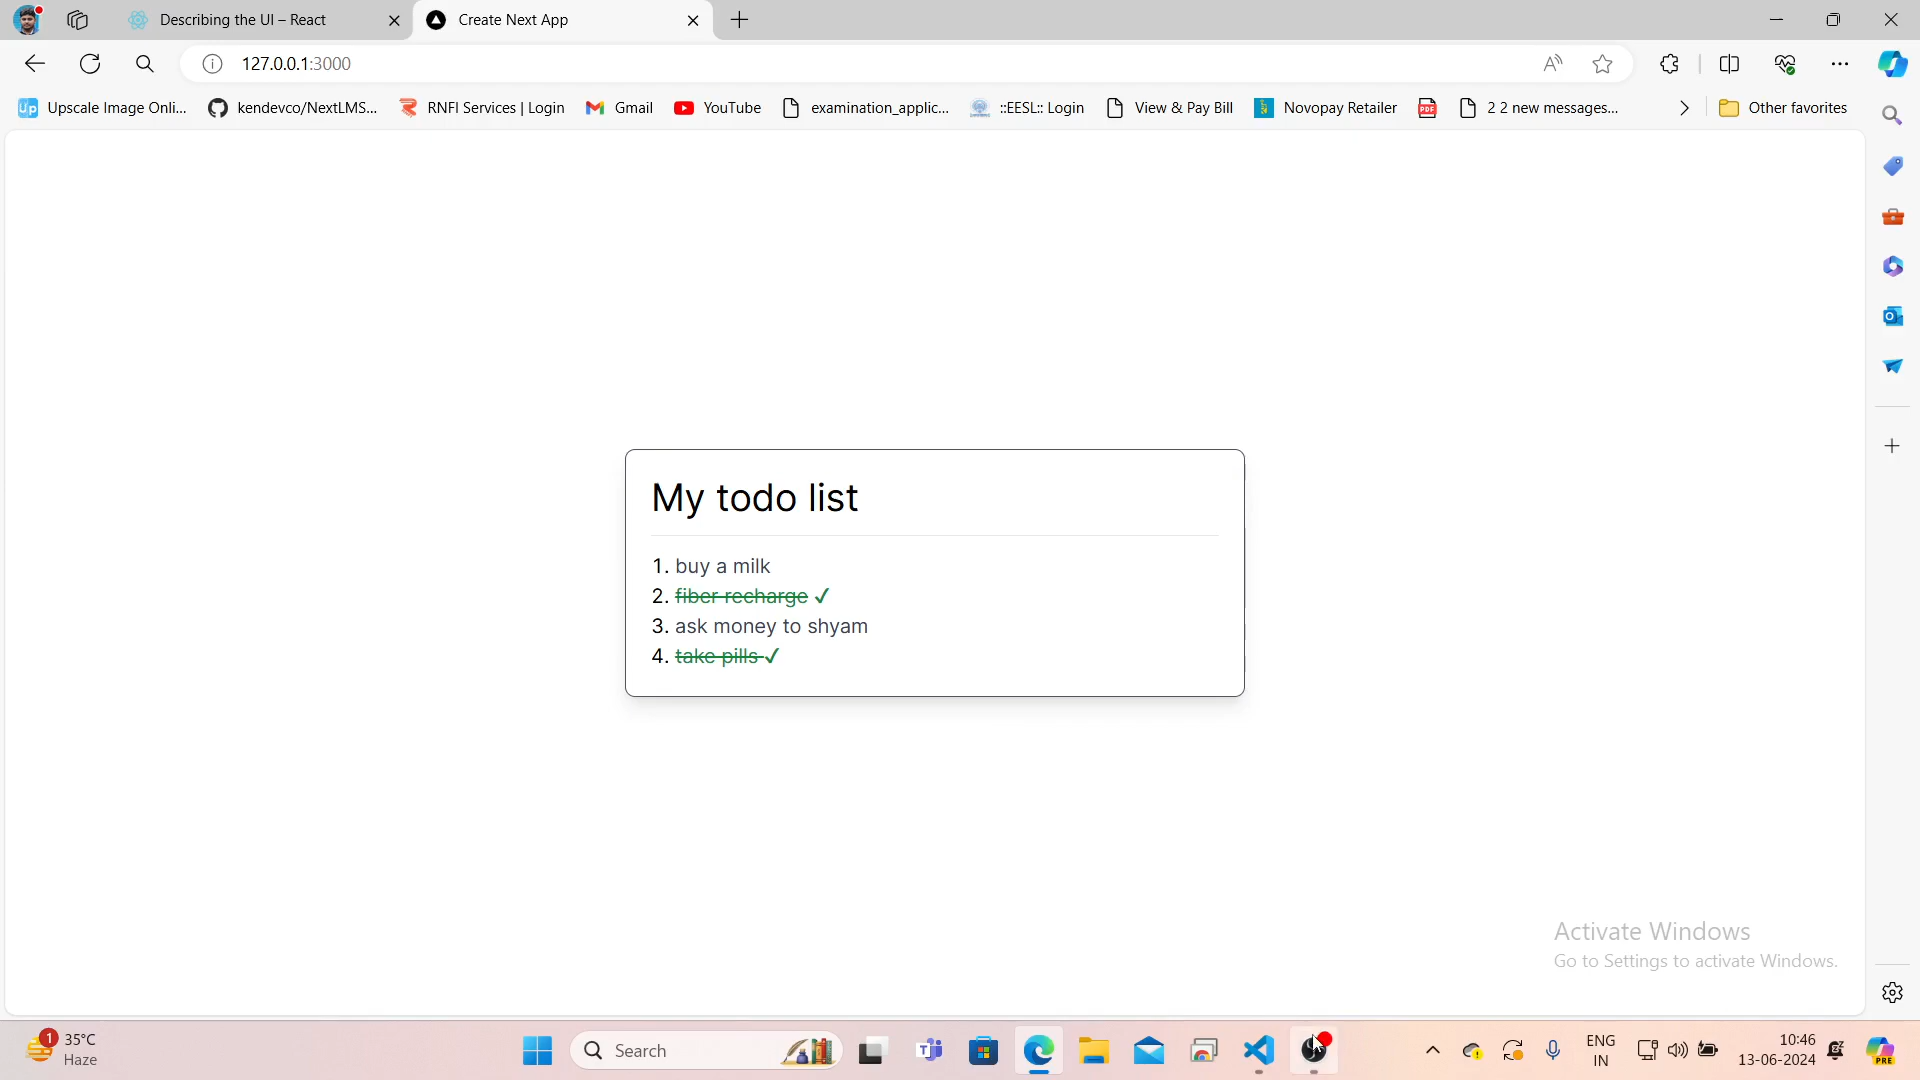 Describing the UI – React
Create Next App
127.0.0.1:3000
Upscale Image Onli...
kendevco/NextLMS...
RNFI Services | Login
Gmail
YouTube
examination_applic...
::EESL:: Login
View & Pay Bill
Novopay Retailer
PDF
2 2 new messages...
Other favorites
My todo list
1. buy a milk
2. fiber recharge ✓
3. ask money to shyam
4. take pills ✓
Activate Windows
Go to Settings to activate Windows.
1
35°C
Haze
Search
ENG
IN
10:46
13-06-2024
PRE